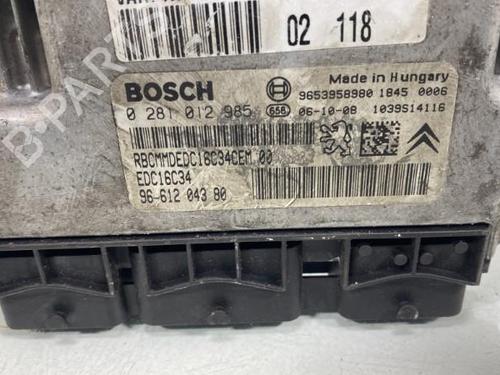 02 118
BOSCH
Made in Hungary
9653958980 1845 0006
0 281 012 985
656
06-10-08
1039S14116
RBCMMDEDC16C34CEM 00
EDC16C34
96-612 043 80